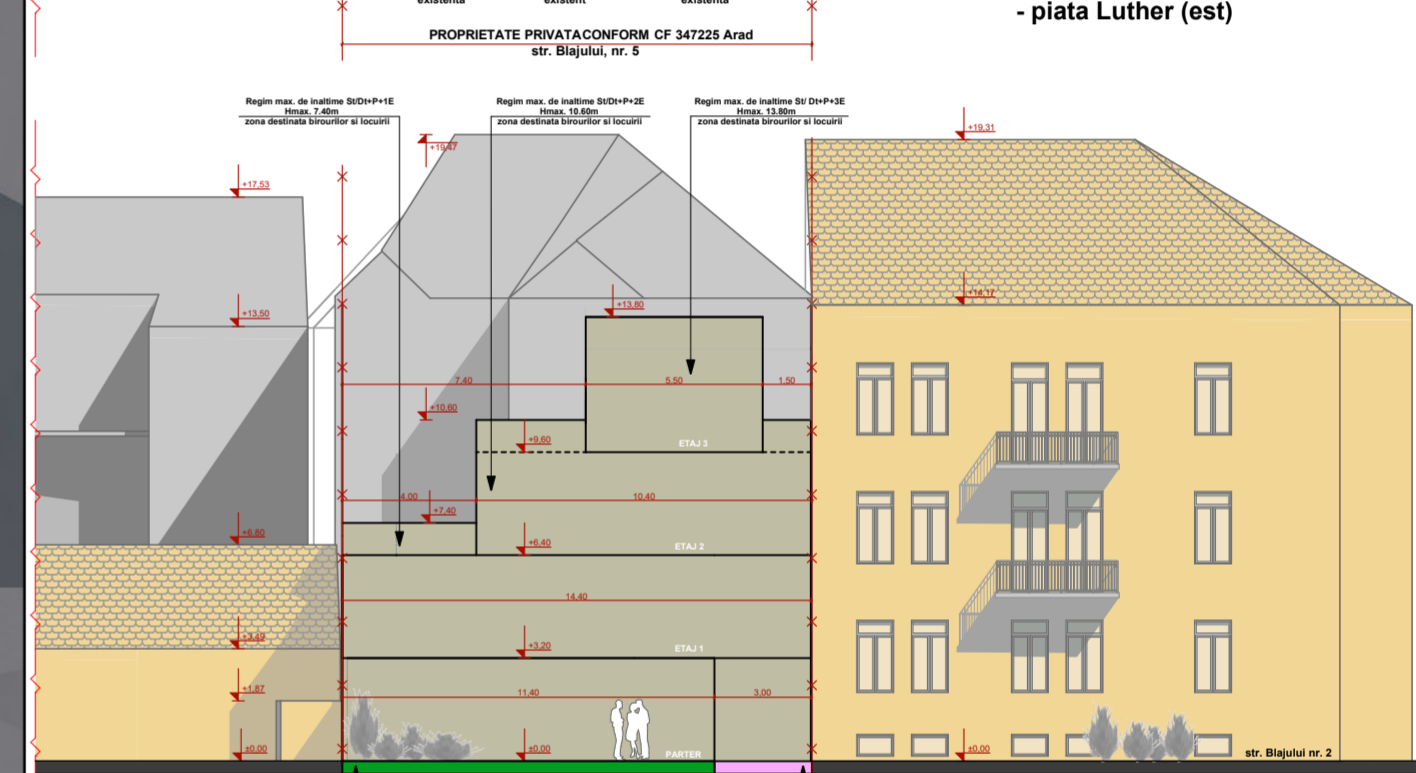 existenta existent existenta
- piata Luther (est)
PROPRIETATE PRIVATACONFORM CF 347225 Arad
str. Blajului, nr. 5
Regim max. de inaltime St/Dt+P+1E
Hmax. 7.40m
zona destinata birourilor si locuirii
Regim max. de inaltime St/Dt+P+2E
Hmax. 10.60m
zona destinata birourilor si locuirii
Regim max. de inaltime St/ Dt+P+3E
Hmax. 13.80m
zona destinata birourilor si locuirii
+19,31
+19,47
+17,53
+14,17
+13,80
+13,50
7.40 5.50 1.50
+10,60
+9,60
ETAJ 3
4.00 10.40
+7,40
+6,80
+6,40
ETAJ 2
14.40
+3,49
+3,20
ETAJ 1
+1,87
11.40 3.00
±0,00
±0,00
PARTER
±0,00
str. Blajului nr. 2